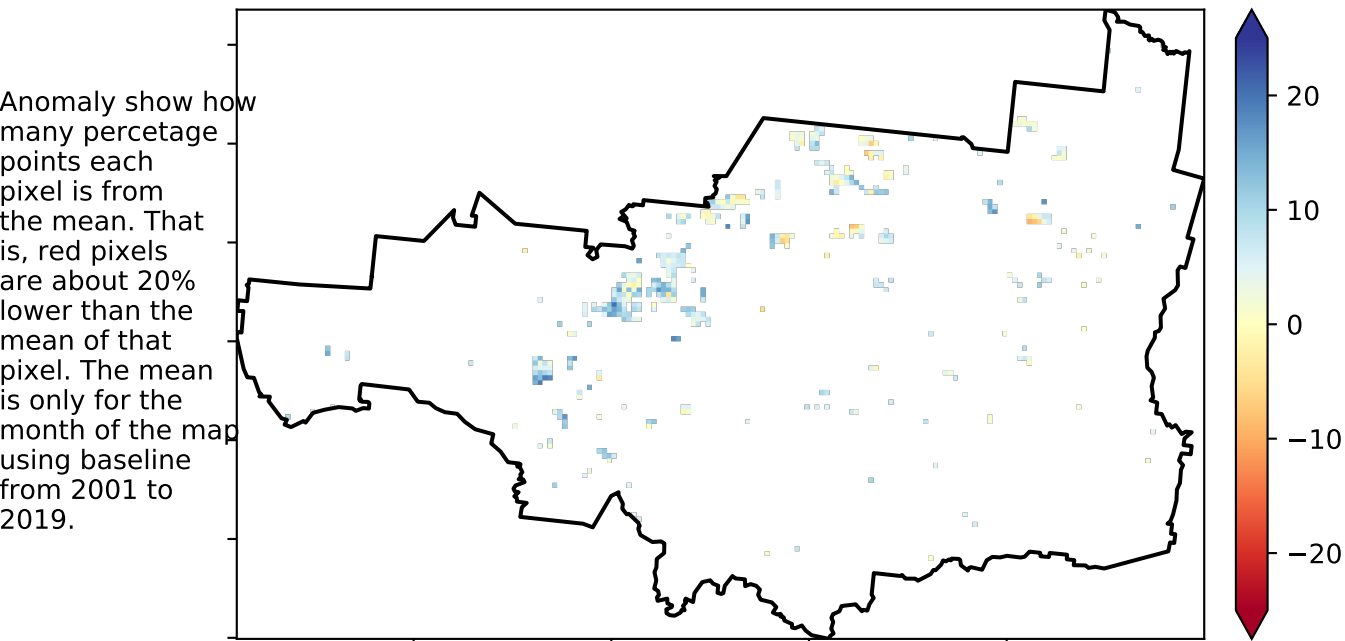 Anomaly show how
many percetage
points each
pixel is from
the mean. That
is, red pixels
are about 20%
lower than the
mean of that
pixel. The mean
is only for the
month of the map
using baseline
from 2001 to
2019.
20
10
0
−10
−20